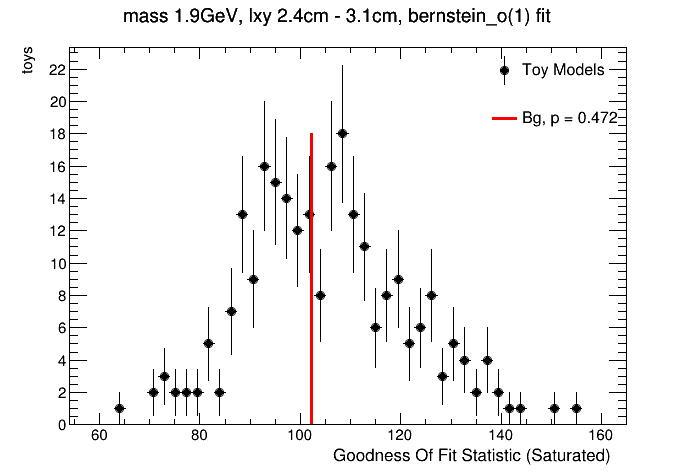 mass 1.9GeV, lxy 2.4cm - 3.1cm, bernstein_o(1) fit
toys
Toy Models
Bg, p = 0.472
22
20
18
16
14
12
10
8
6
4
2
0
60 80 100 120 140 160
Goodness Of Fit Statistic (Saturated)